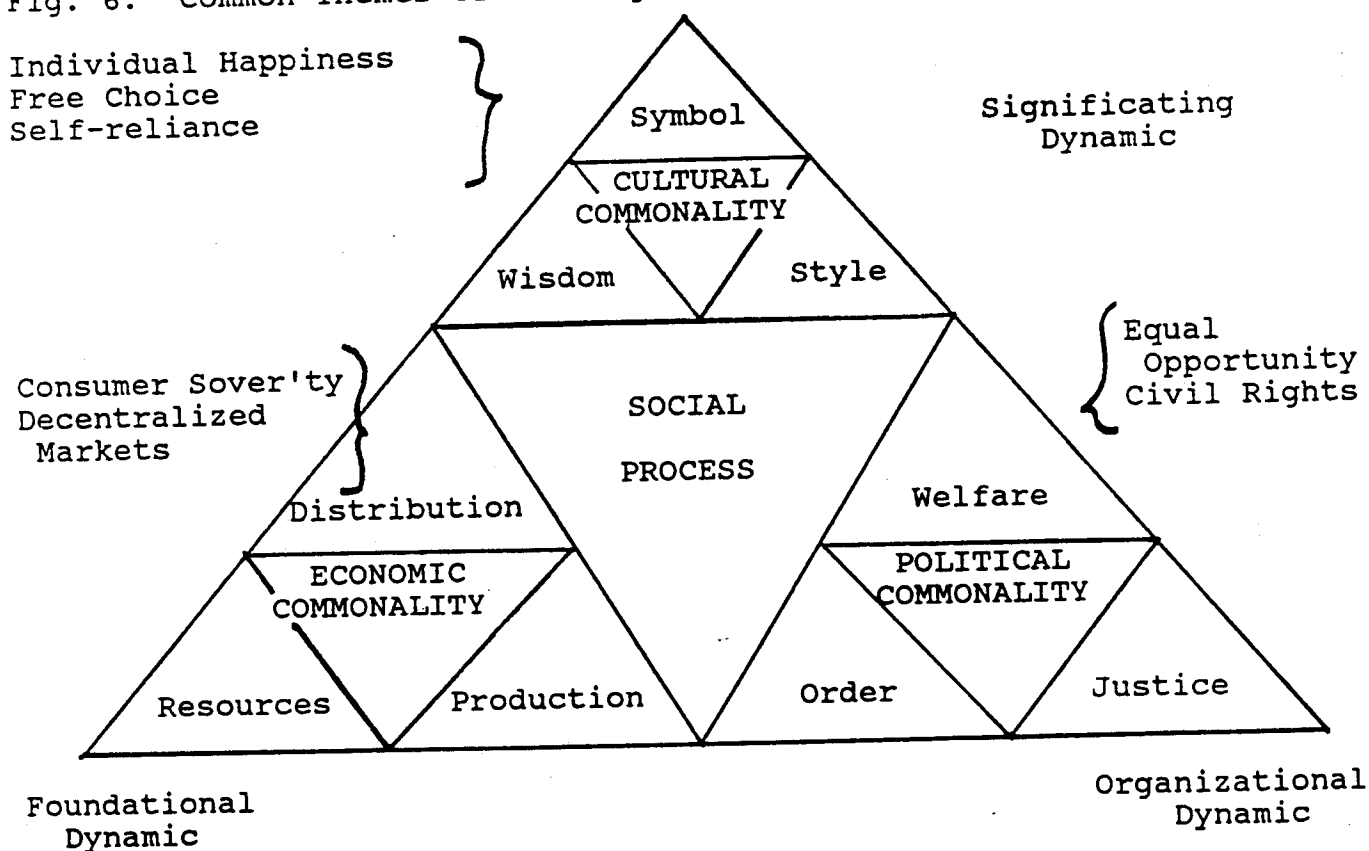 Individual Happiness
Free Choice
Self-reliance
Symbol
Significating
Dynamic
CULTURAL
COMMONALITY
Wisdom
Style
Consumer Sover'ty
Decentralized
Markets
SOCIAL
PROCESS
Equal
Opportunity
Civil Rights
Distribution
Welfare
ECONOMIC
COMMONALITY
POLITICAL
COMMONALITY
Resources
Production
Order
Justice
Foundational
Dynamic
Organizational
Dynamic